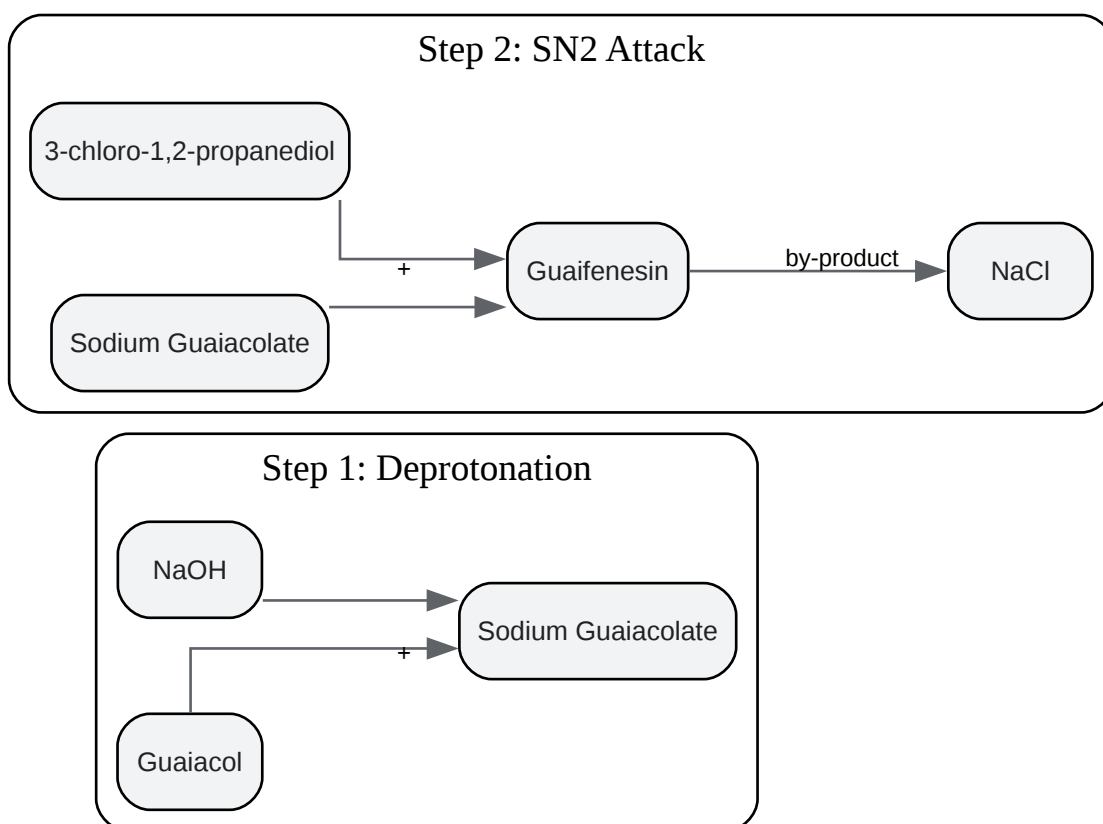 Step 2: SN2 Attack
3-chloro-1,2-propanediol
+
Guaifenesin
by-product
NaCl
Sodium Guaiacolate
Step 1: Deprotonation
NaOH
Sodium Guaiacolate
+
Guaiacol